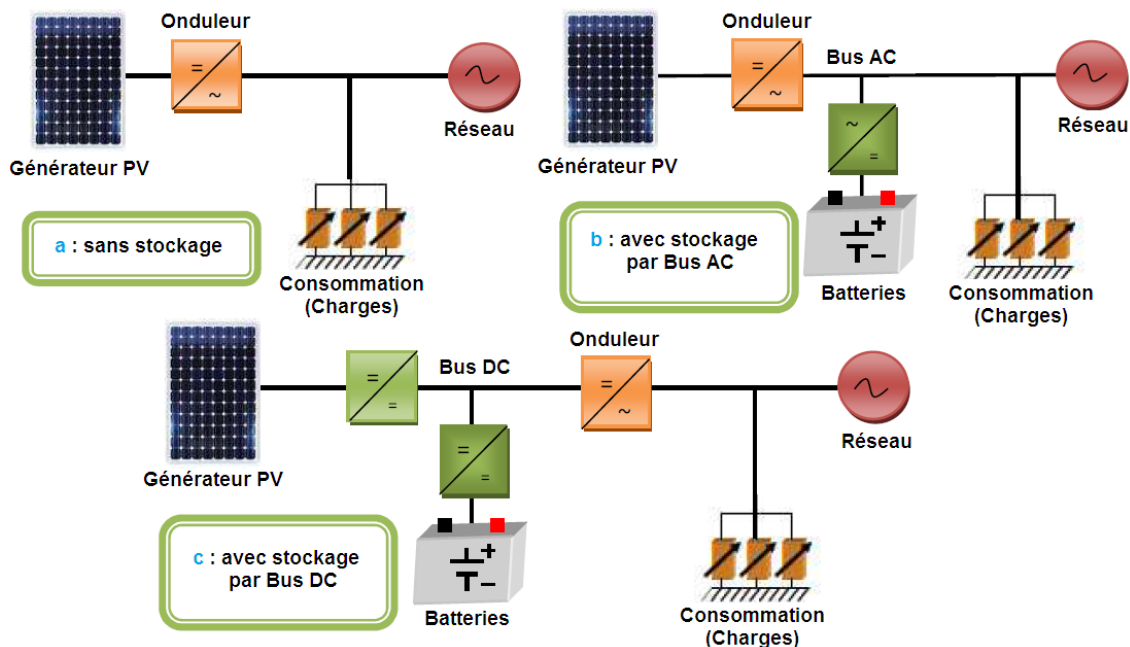 Onduleur
=
~
Réseau
Générateur PV
a : sans stockage
Consommation
(Charges)
Onduleur
Bus AC
=
~
~
=
Réseau
Générateur PV
b : avec stockage
par Bus AC
+
–
Batteries
Consommation
(Charges)
Onduleur
Bus DC
=
=
=
~
=
=
Réseau
Générateur PV
c : avec stockage
par Bus DC
+
–
Batteries
Consommation
(Charges)